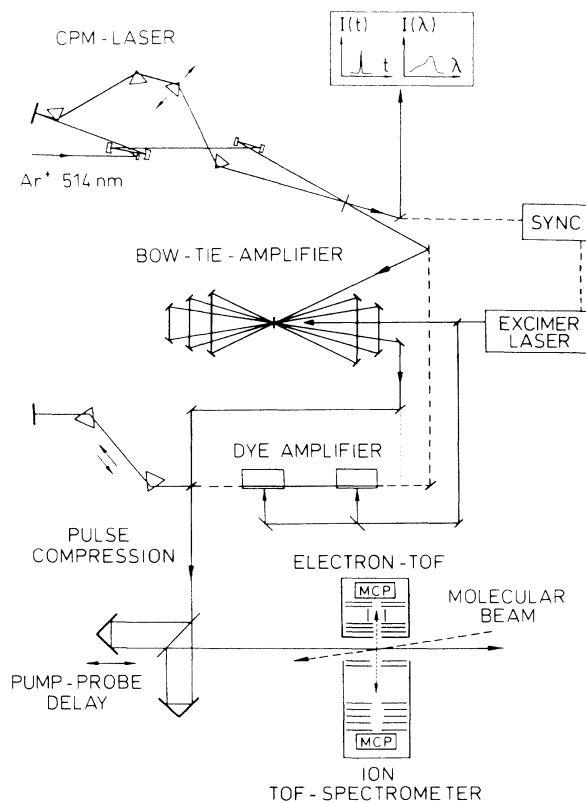 CPM-LASER
I(t) I(λ)
t λ
Ar⁺ 514 nm
SYNC
BOW-TIE-AMPLIFIER
EXCIMER
LASER
DYE AMPLIFIER
PULSE
COMPRESSION
ELECTRON-TOF
MCP
MOLECULAR
BEAM
PUMP-PROBE
DELAY
MCP
ION
TOF-SPECTROMETER